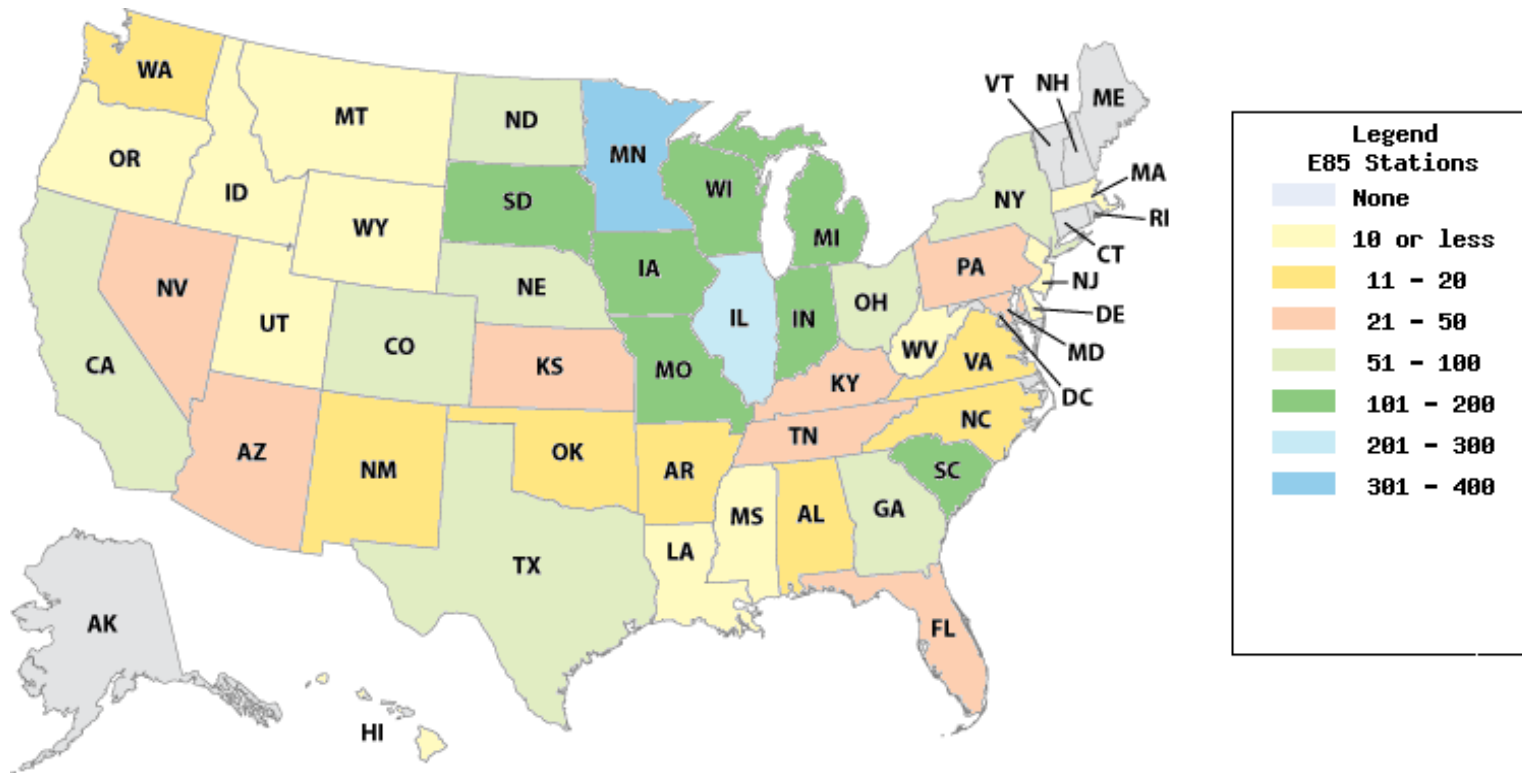 WA
MT
ND
MN
VT
NH
ME
OR
ID
SD
WI
NY
MA
WY
MI
RI
IA
CT
NV
NE
PA
NJ
UT
CO
IL
IN
OH
DE
CA
KS
MO
WV
VA
MD
KY
DC
AZ
NM
OK
AR
TN
NC
SC
MS
AL
GA
LA
TX
AK
FL
HI
Legend
E85 Stations
None
10 or less
11 - 20
21 - 50
51 - 100
101 - 200
201 - 300
301 - 400